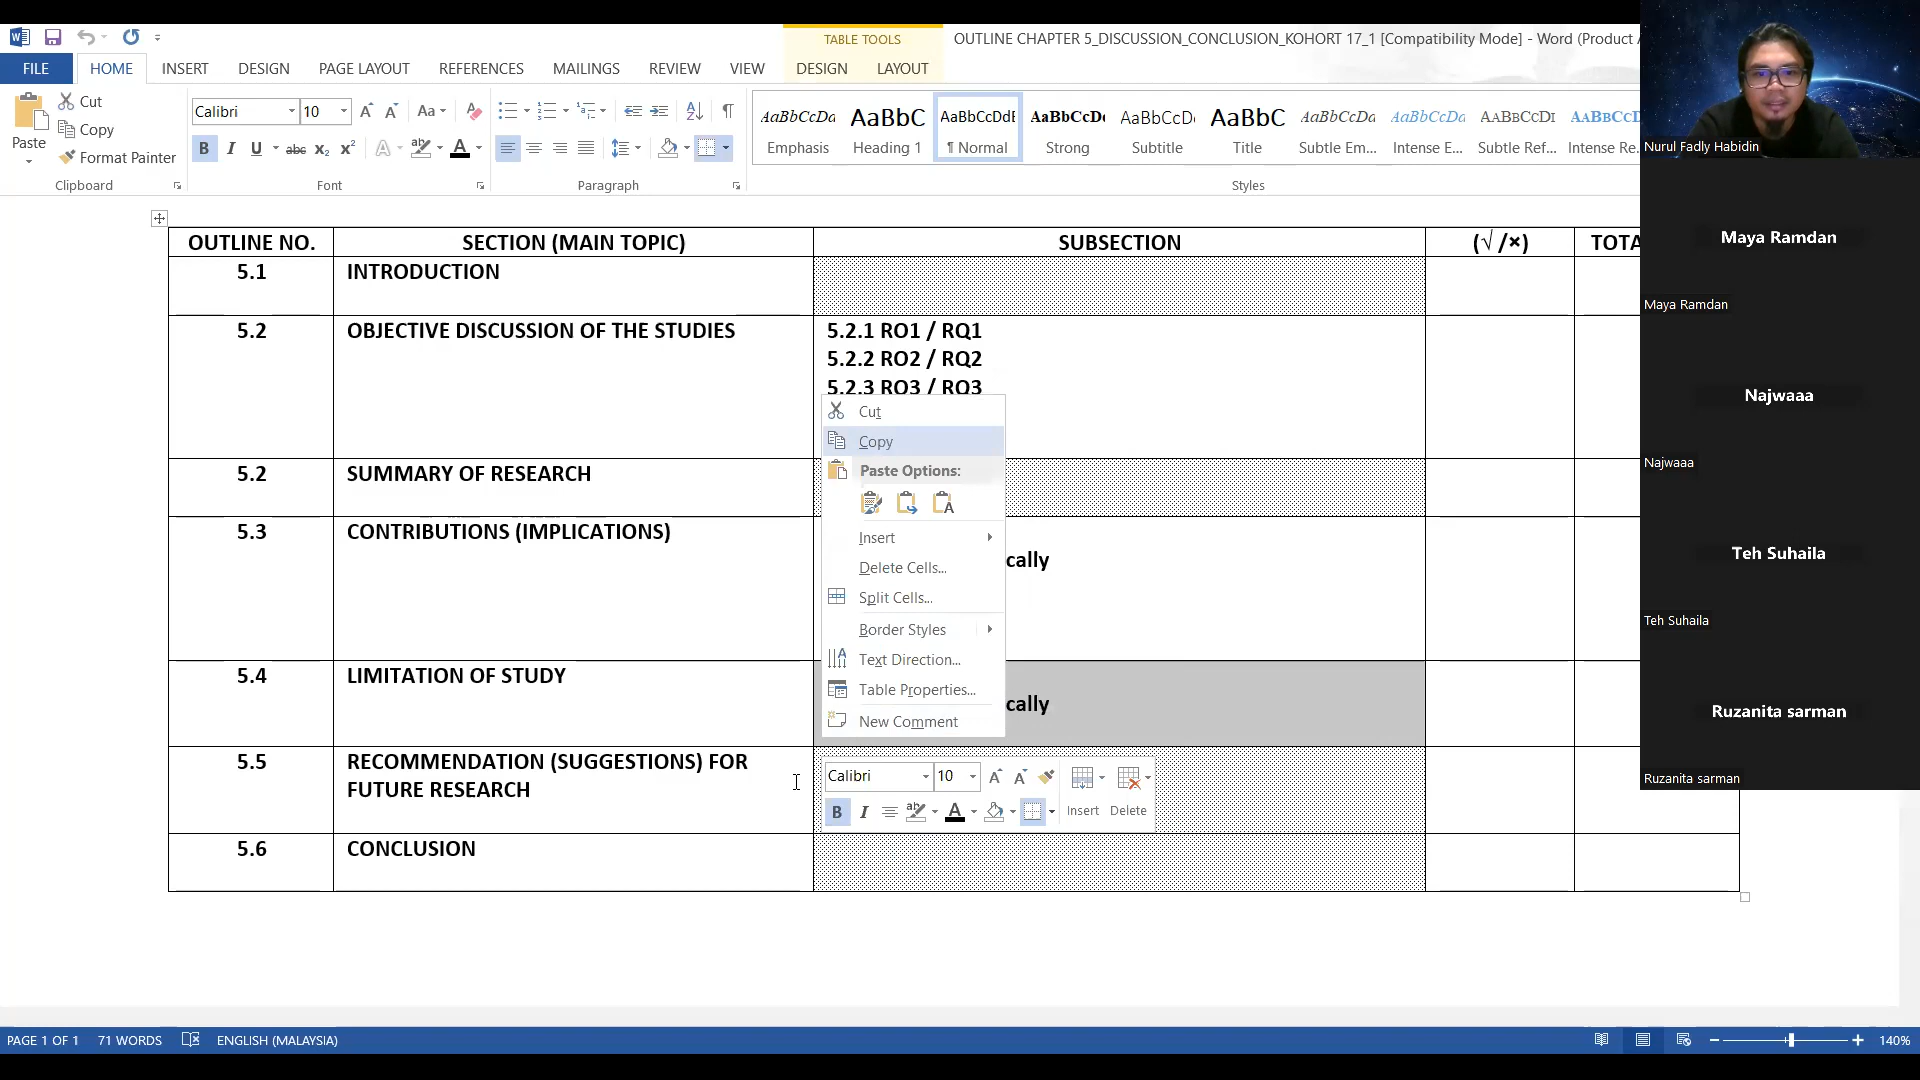 TABLE TOOLS
OUTLINE CHAPTER 5_DISCUSSION_CONCLUSION_KOHORT 17_1 [Compatibility Mode] - Word (Product
FILE HOME INSERT DESIGN PAGE LAYOUT REFERENCES MAILINGS REVIEW VIEW DESIGN LAYOUT
Paste
Cut
Copy
Format Painter
Clipboard
Calibri 10
Font
Paragraph
AaBbCcDd AaBbC AaBbCcDdE AaBbCcDc AaBbCcDc AaBbC AaBbCcDd AaBbCcDd AABBCCDI AABBCCD
Emphasis Heading 1 ¶ Normal Strong Subtitle Title Subtle Em... Intense E... Subtle Ref... Intense Re...
Styles
OUTLINE NO. SECTION (MAIN TOPIC) SUBSECTION (√ /×) TOTA
5.1 INTRODUCTION
5.2 OBJECTIVE DISCUSSION OF THE STUDIES 5.2.1 RO1 / RQ1
5.2.2 RO2 / RQ2
5.2.3 RO3 / RQ3
5.2 SUMMARY OF RESEARCH
5.3 CONTRIBUTIONS (IMPLICATIONS)
cally
5.4 LIMITATION OF STUDY
cally
5.5 RECOMMENDATION (SUGGESTIONS) FOR
FUTURE RESEARCH
5.6 CONCLUSION
Cut
Copy
Paste Options:
Insert
Delete Cells...
Split Cells...
Border Styles
Text Direction...
Table Properties...
New Comment
Calibri 10
Insert Delete
Nurul Fadly Habidin
Maya Ramdan
Maya Ramdan
Najwaaa
Najwaaa
Teh Suhaila
Teh Suhaila
Ruzanita sarman
Ruzanita sarman
PAGE 1 OF 1 71 WORDS ENGLISH (MALAYSIA) 140%